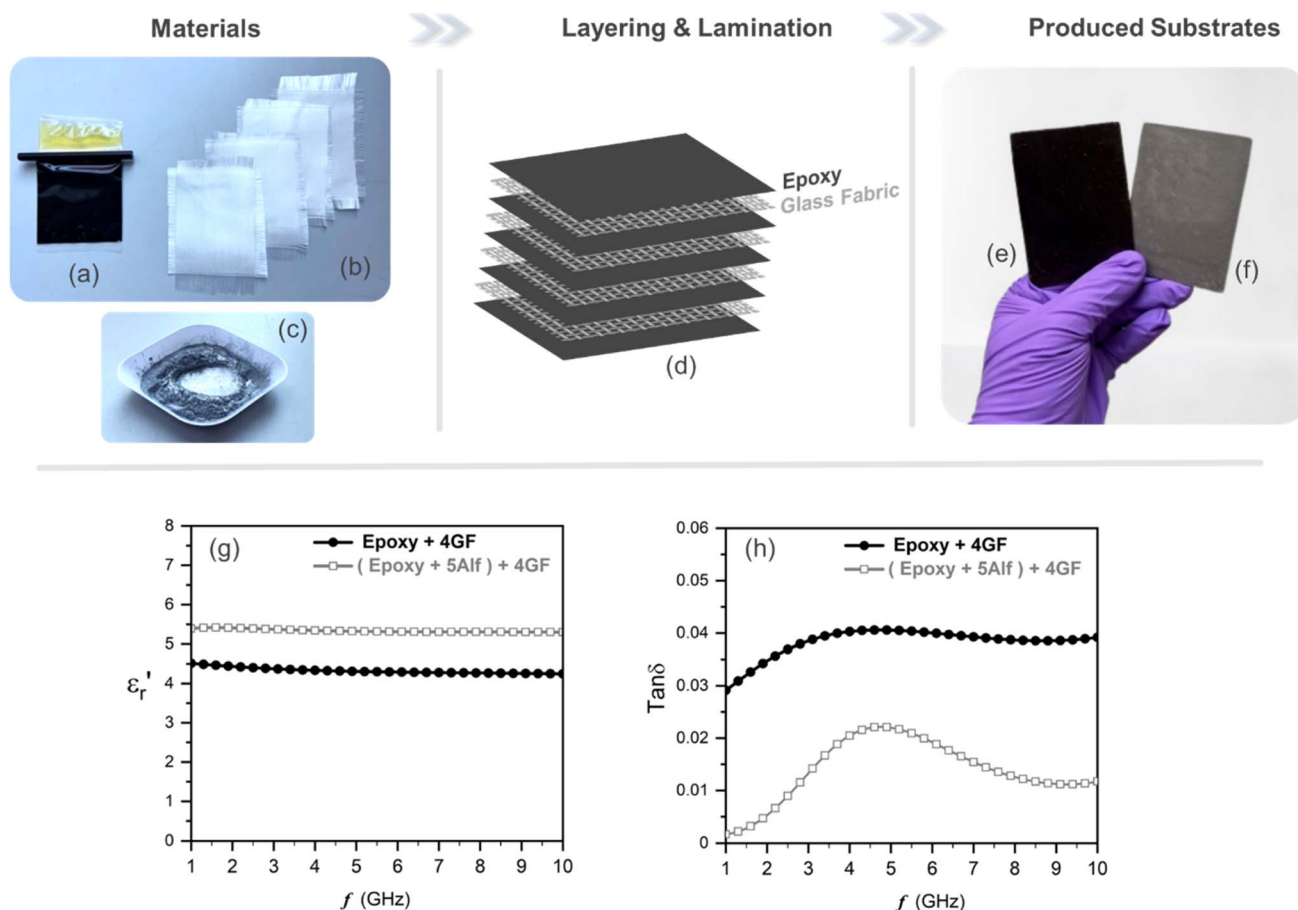 Materials
Layering & Lamination
Produced Substrates
(a)
(b)
(c)
Epoxy
Glass Fabric
(d)
(e)
(f)
(g)
Epoxy + 4GF
( Epoxy + 5Alf ) + 4GF
8
7
6
5
4
3
2
1
0
εr'
1 2 3 4 5 6 7 8 9 10
f (GHz)
(h)
Epoxy + 4GF
( Epoxy + 5Alf ) + 4GF
0.06
0.05
0.04
0.03
0.02
0.01
0
Tanδ
1 2 3 4 5 6 7 8 9 10
f (GHz)